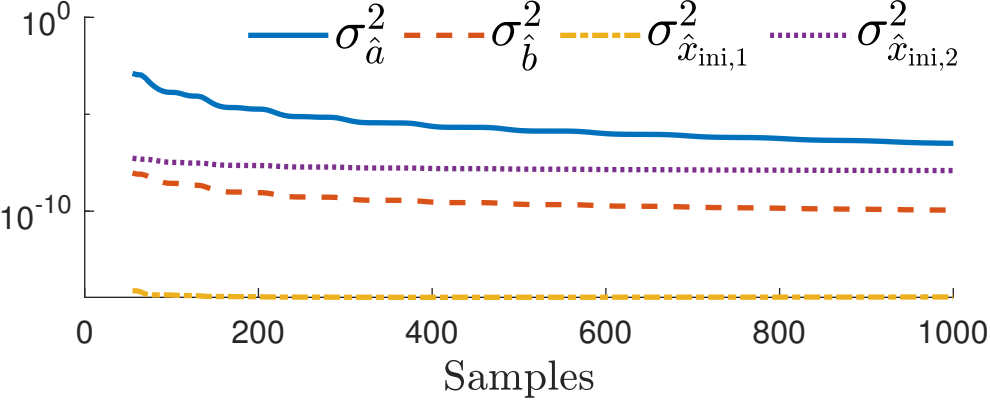 10⁰
σ²_â σ²_b̂ σ²_x̂ini,1 σ²_x̂ini,2
10⁻¹⁰
0 200 400 600 800 1000
Samples